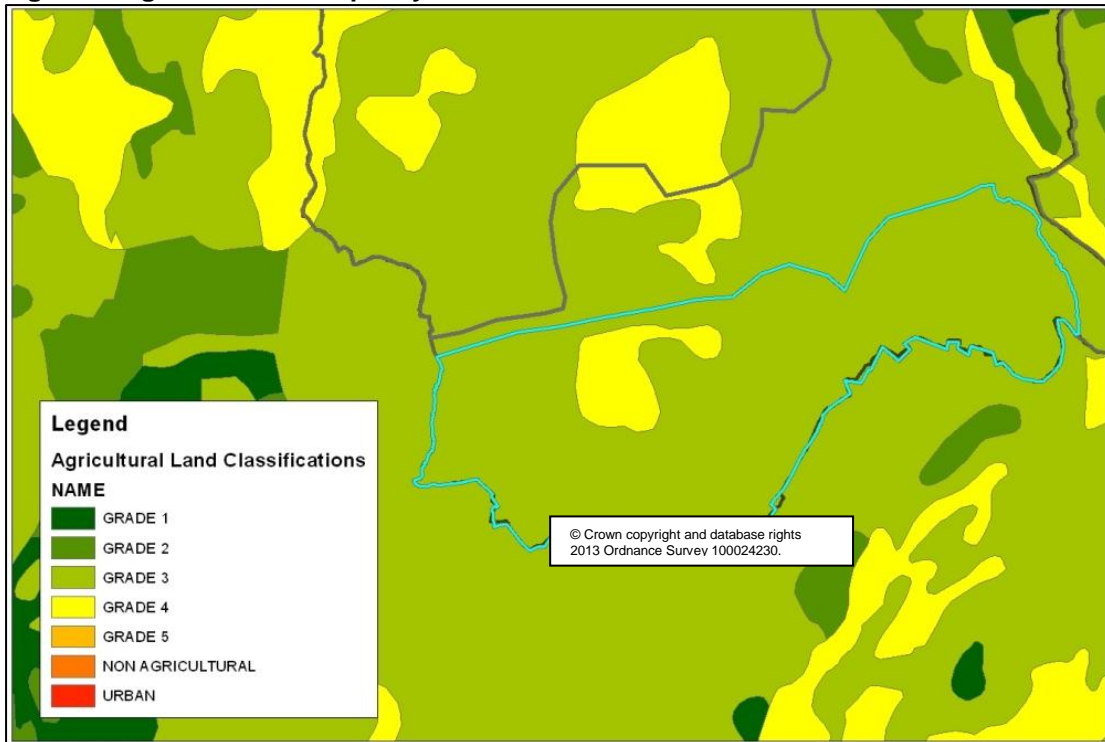 Legend
Agricultural Land Classifications
NAME
GRADE 1
GRADE 2
GRADE 3
GRADE 4
GRADE 5
NON AGRICULTURAL
URBAN
© Crown copyright and database rights
2013 Ordnance Survey 100024230.